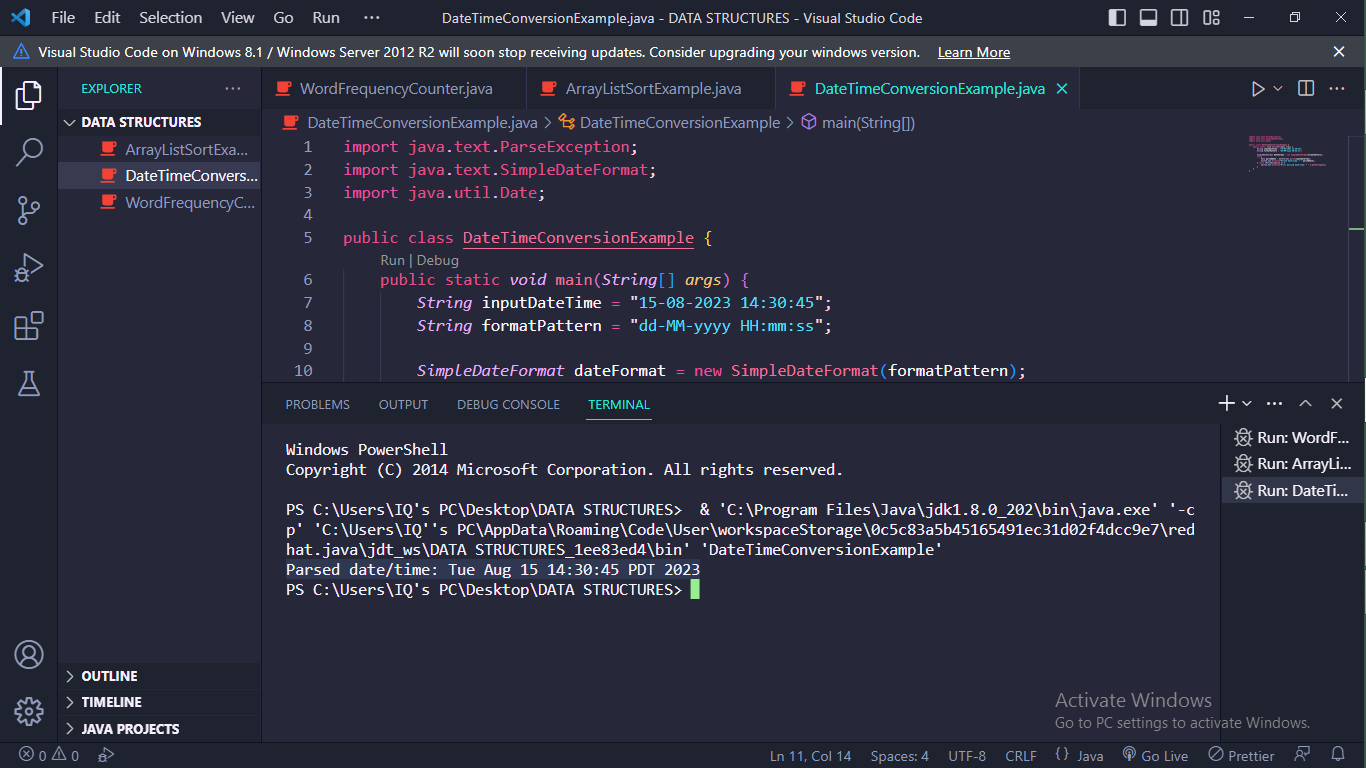 File Edit Selection View Go Run ··· DateTimeConversionExample.java - DATA STRUCTURES - Visual Studio Code
Visual Studio Code on Windows 8.1 / Windows Server 2012 R2 will soon stop receiving updates. Consider upgrading your windows version. Learn More
EXPLORER
DATA STRUCTURES
ArrayListSortExa...
DateTimeConvers...
WordFrequencyC...
OUTLINE
TIMELINE
JAVA PROJECTS
WordFrequencyCounter.java ArrayListSortExample.java DateTimeConversionExample.java
DateTimeConversionExample.java > DateTimeConversionExample > main(String[])
1 import java.text.ParseException;
2 import java.text.SimpleDateFormat;
3 import java.util.Date;
4
5 public class DateTimeConversionExample {
Run | Debug
6 public static void main(String[] args) {
7 String inputDateTime = "15-08-2023 14:30:45";
8 String formatPattern = "dd-MM-yyyy HH:mm:ss";
9
10 SimpleDateFormat dateFormat = new SimpleDateFormat(formatPattern);
PROBLEMS OUTPUT DEBUG CONSOLE TERMINAL
Windows PowerShell
Copyright (C) 2014 Microsoft Corporation. All rights reserved.
PS C:\Users\IQ's PC\Desktop\DATA STRUCTURES>  & 'C:\Program Files\Java\jdk1.8.0_202\bin\java.exe' '-c
p' 'C:\Users\IQ''s PC\AppData\Roaming\Code\User\workspaceStorage\0c5c83a5b45165491ec31d02f4dcc9e7\red
hat.java\jdt_ws\DATA STRUCTURES_1ee83ed4\bin' 'DateTimeConversionExample'
Parsed date/time: Tue Aug 15 14:30:45 PDT 2023
PS C:\Users\IQ's PC\Desktop\DATA STRUCTURES>
Run: WordF...
Run: ArrayLi...
Run: DateTi...
Activate Windows
Go to PC settings to activate Windows.
0 0 Ln 11, Col 14 Spaces: 4 UTF-8 CRLF {} Java Go Live Prettier